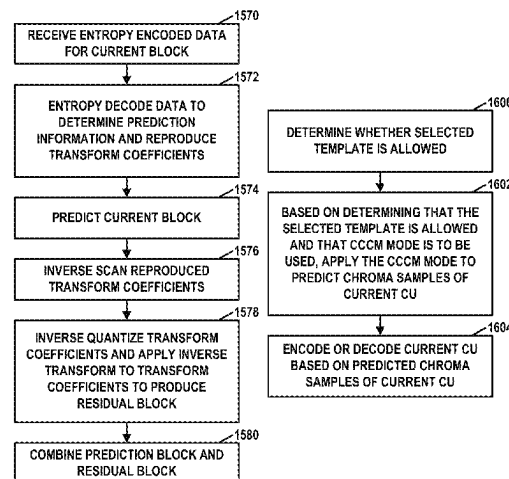 1570
RECEIVE ENTROPY ENCODED DATA
FOR CURRENT BLOCK
1572
ENTROPY DECODE DATA TO
DETERMINE PREDICTION
INFORMATION AND REPRODUCE
TRANSFORM COEFFICIENTS
1574
PREDICT CURRENT BLOCK
1576
INVERSE SCAN REPRODUCED
TRANSFORM COEFFICIENTS
1578
INVERSE QUANTIZE TRANSFORM
COEFFICIENTS AND APPLY INVERSE
TRANSFORM TO TRANSFORM
COEFFICIENTS TO PRODUCE
RESIDUAL BLOCK
1580
COMBINE PREDICTION BLOCK AND
RESIDUAL BLOCK
DETERMINE WHETHER SELECTED
TEMPLATE IS ALLOWED
1602
BASED ON DETERMINING THAT THE
SELECTED TEMPLATE IS ALLOWED
AND THAT CCCM MODE IS TO BE
USED, APPLY THE CCCM MODE TO
PREDICT CHROMA SAMPLES OF
CURRENT CU
1604
ENCODE OR DECODE CURRENT CU
BASED ON PREDICTED CHROMA
SAMPLES OF CURRENT CU